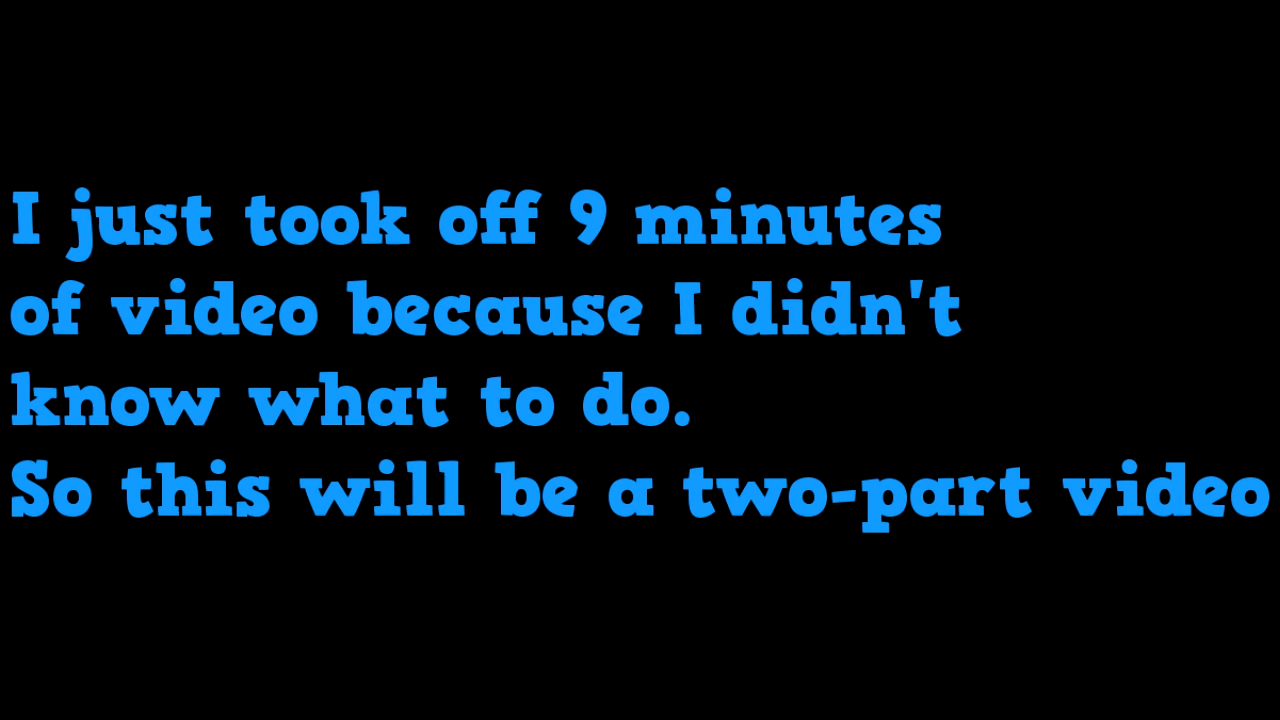 I just took off 9 minutes
of video because I didn't
know what to do.
So this will be a two-part video